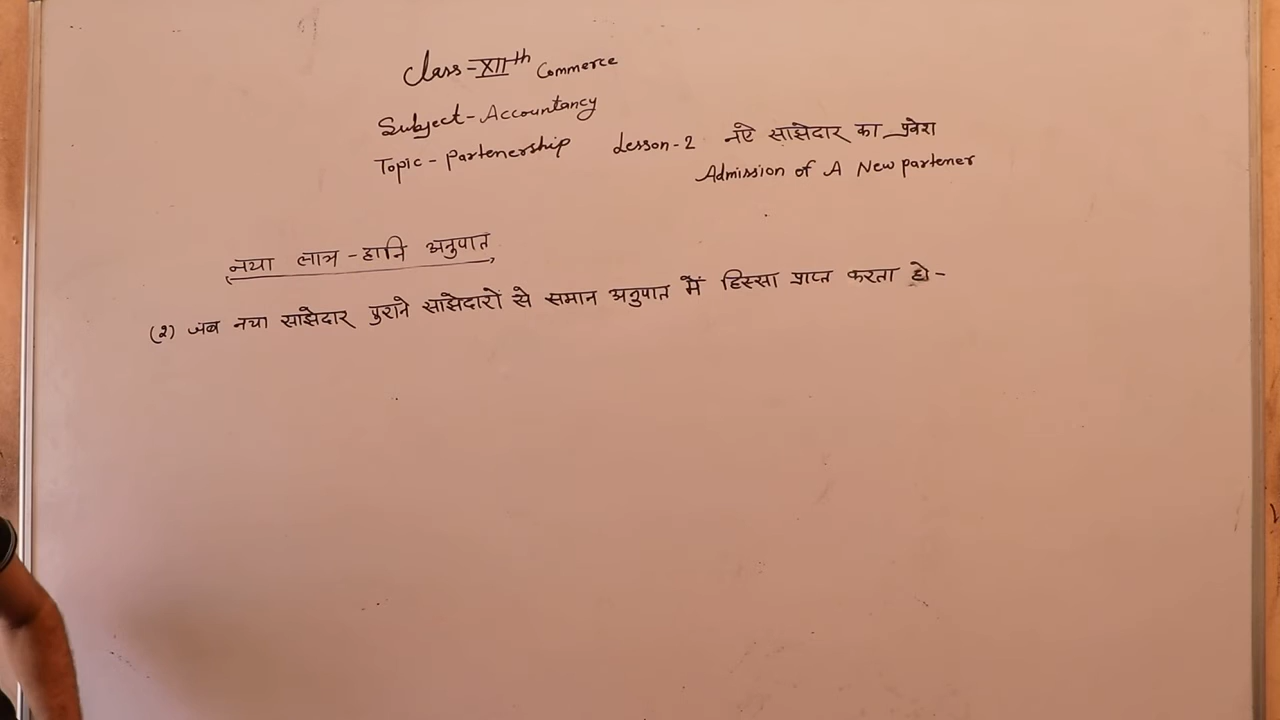 Class-XIIth Commerce
Subject-Accountancy
Topic-Partenership Lesson-2 नऐ साझेदार का प्रवेश
Admission of A New partener
नया लाभ-हानि अनुपात
(२) जब नया साझेदार पुराने साझेदारों से समान अनुपात में हिस्सा प्राप्त करता हो-